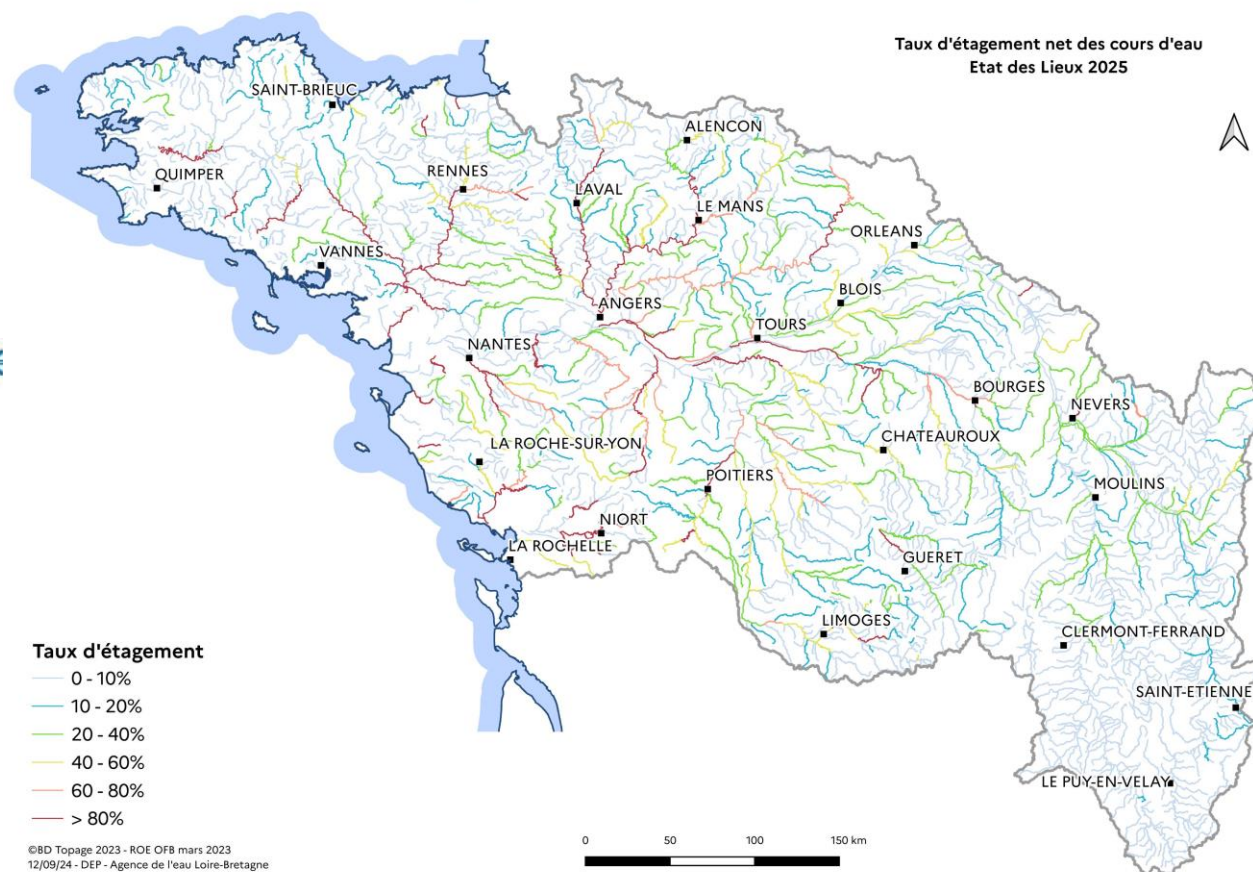 Taux d'étagement net des cours d'eau
Etat des Lieux 2025
SAINT-BRIEUC
ALENCON
QUIMPER
RENNES
LAVAL
LE MANS
ORLEANS
VANNES
BLOIS
ANGERS
TOURS
NANTES
BOURGES
NEVERS
LA ROCHE-SUR-YON
CHATEAUROUX
POITIERS
MOULINS
NIORT
LA ROCHELLE
GUERET
LIMOGES
CLERMONT-FERRAND
SAINT-ETIENNE
LE PUY-EN-VELAY
Taux d'étagement
0 - 10%
10 - 20%
20 - 40%
40 - 60%
60 - 80%
> 80%
0 50 100 150 km
©BD Topage 2023 - ROE OFB mars 2023
12/09/24 - DEP - Agence de l'eau Loire-Bretagne